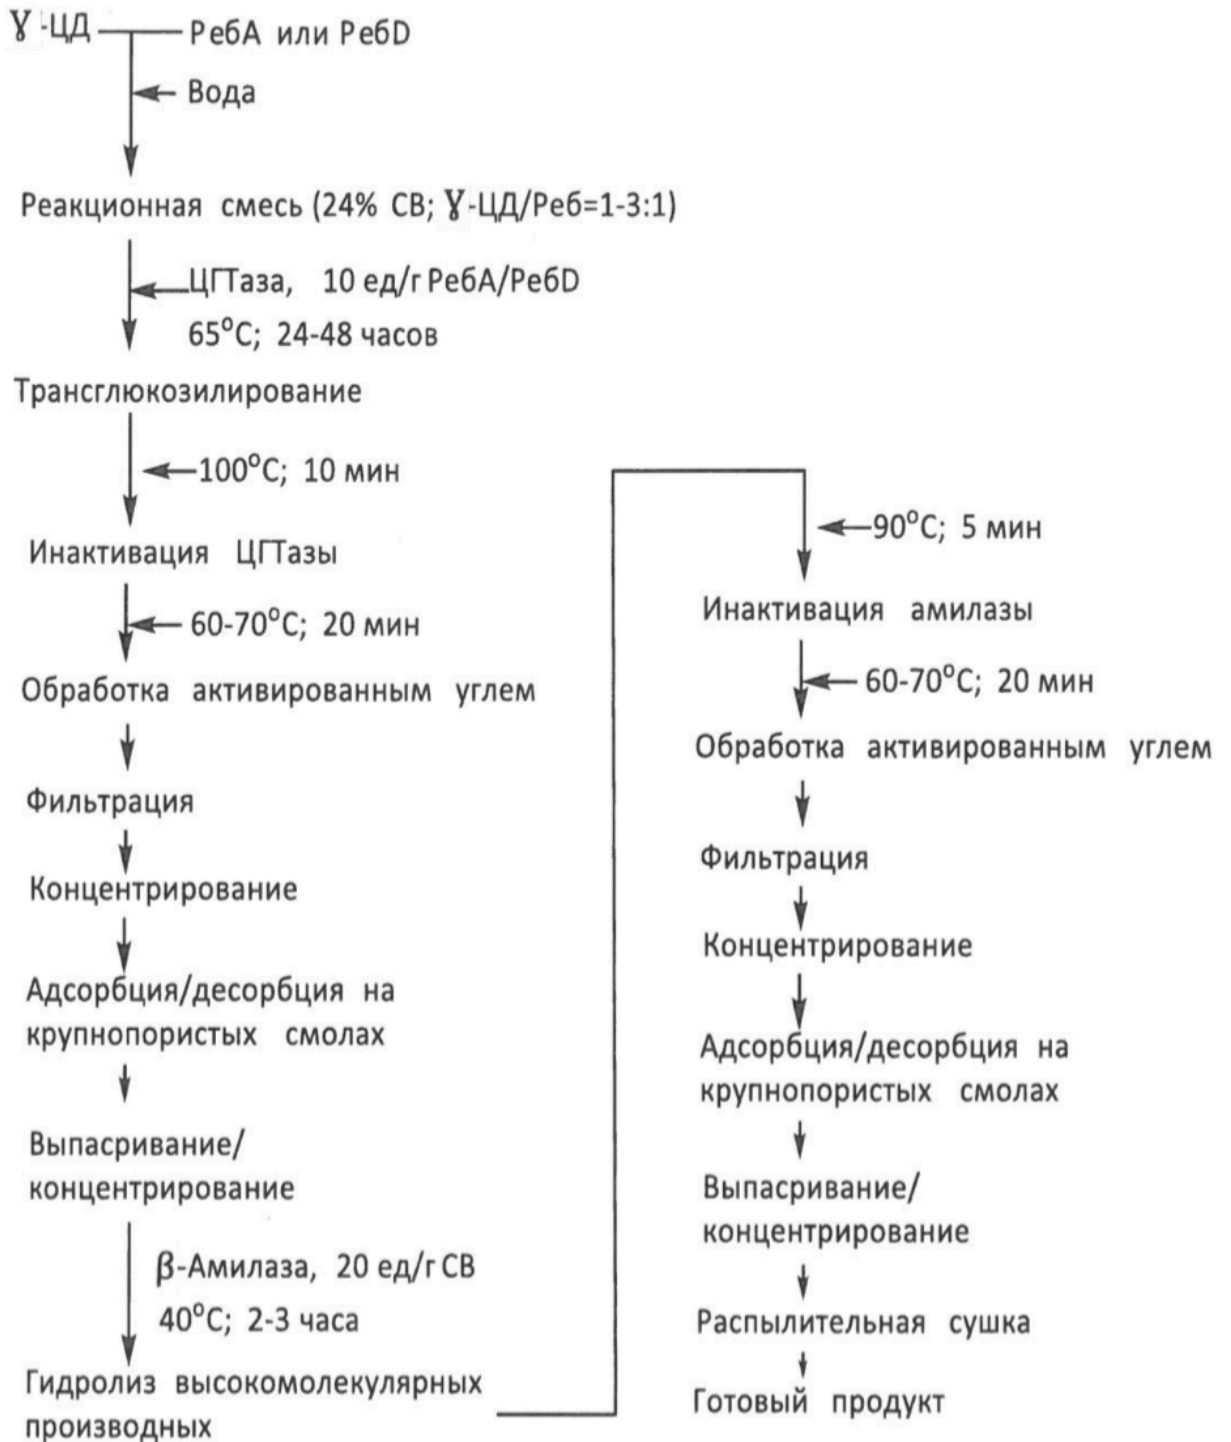 Ɣ-ЦД
РебА или РебD
Вода
Реакционная смесь (24% СВ; Ɣ-ЦД/Реб=1-3:1)
ЦГТаза, 10 ед/г РебА/РебD
65°С; 24-48 часов
Трансглюкозилирование
100°С; 10 мин
Инактивация ЦГТазы
60-70°С; 20 мин
Обработка активированным углем
Фильтрация
Концентрирование
Адсорбция/десорбция на
крупнопористых смолах
Выпасривание/
концентрирование
β-Амилаза, 20 ед/г СВ
40°С; 2-3 часа
Гидролиз высокомолекулярных
производных
90°С; 5 мин
Инактивация амилазы
60-70°С; 20 мин
Обработка активированным углем
Фильтрация
Концентрирование
Адсорбция/десорбция на
крупнопористых смолах
Выпасривание/
концентрирование
Распылительная сушка
Готовый продукт